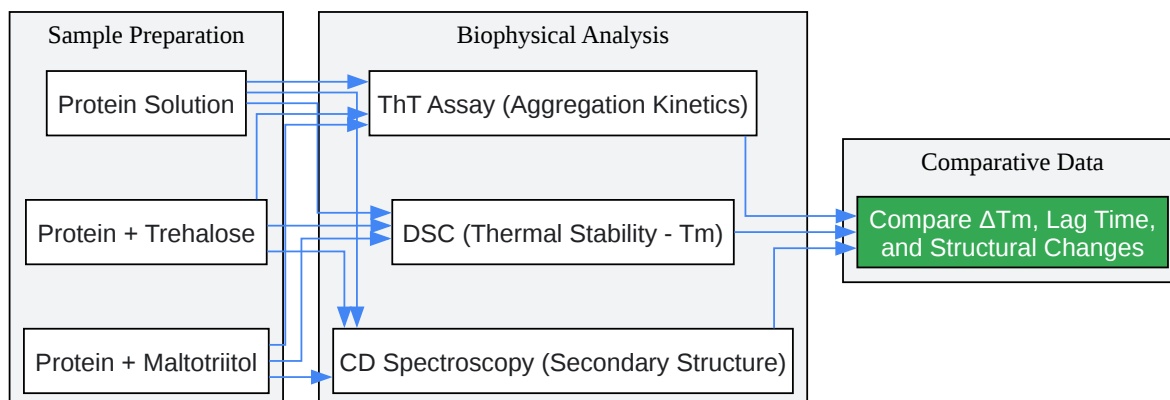 Sample Preparation
Protein Solution
Protein + Trehalose
Protein + Maltotriitol
Biophysical Analysis
ThT Assay (Aggregation Kinetics)
DSC (Thermal Stability - Tm)
CD Spectroscopy (Secondary Structure)
Comparative Data
Compare ΔTm, Lag Time,
and Structural Changes